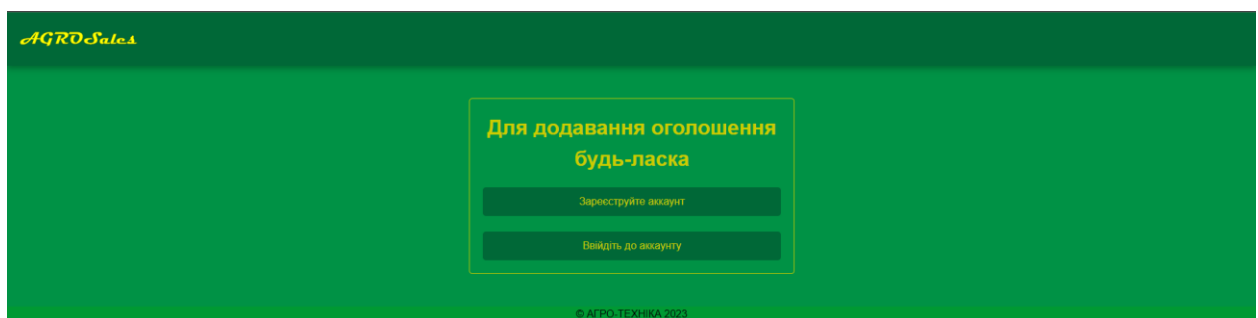 AGROSales
Для додавання оголошення
будь-ласка
Зареєструйте аккаунт
Ввійдіть до аккаунту
© АГРО-ТЕХНІКА 2023